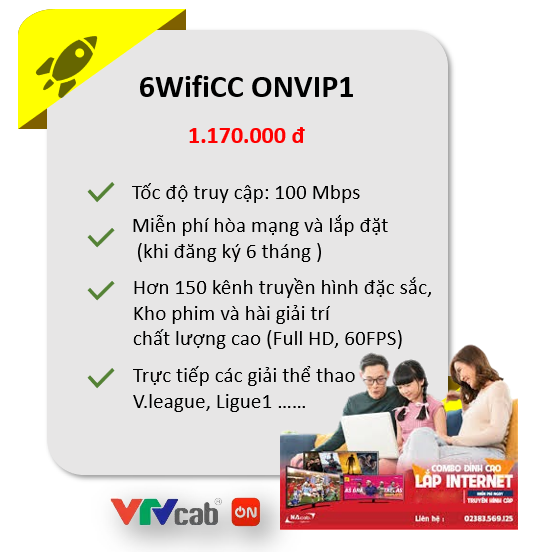 6WifiCC ONVIP1
1.170.000 đ
Tốc độ truy cập: 100 Mbps
Miễn phí hòa mạng và lắp đặt
(khi đăng ký 6 tháng )
Hơn 150 kênh truyền hình đặc sắc,
Kho phim và hài giải trí
chất lượng cao (Full HD, 60FPS)
Trực tiếp các giải thể thao
V.league, Ligue1 ......
COMBO ĐỈNH CAO
LẮP INTERNET
MIỄN PHÍ NGAY
TRUYỀN HÌNH CÁP
Liên hệ : 02383.569.125
VTVcab ON